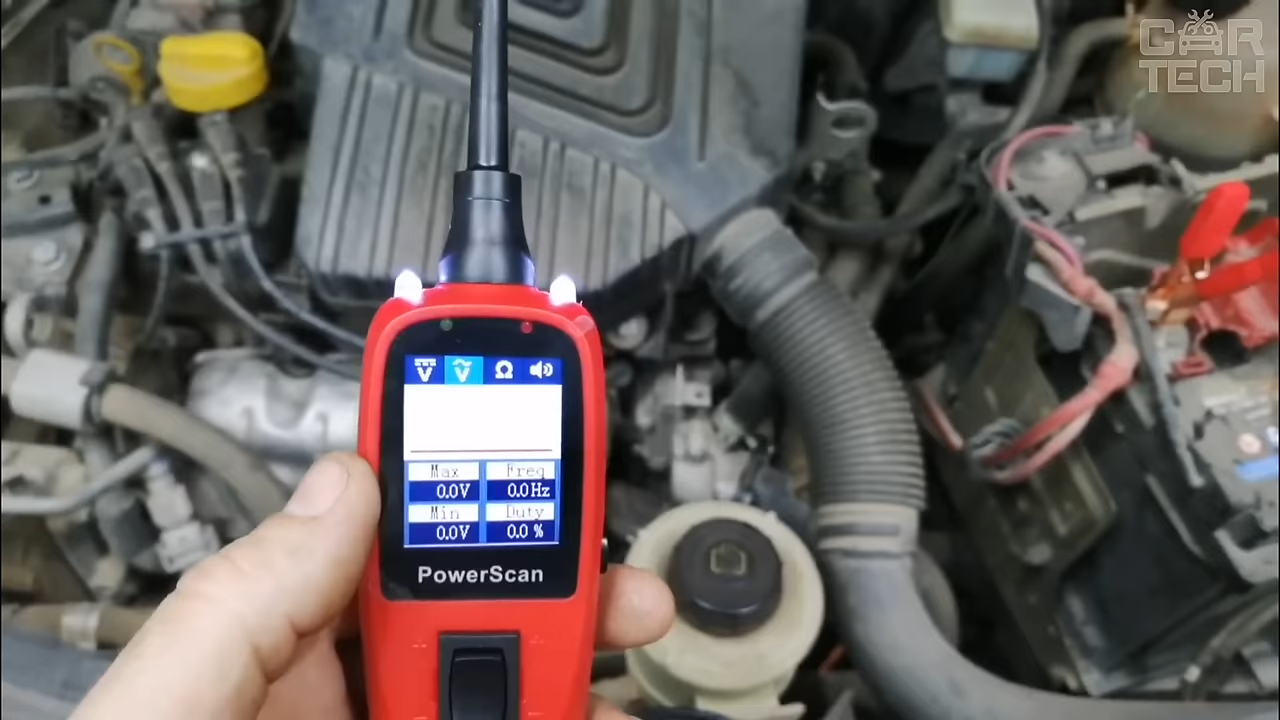 CAR
TECH
V V Ω
Max Freq
0.0V 0.0Hz
Min Duty
0.0V 0.0 %
PowerScan